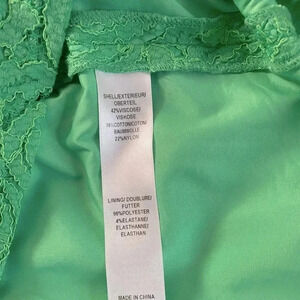 SHELL/EXTERIEUR/
OBERTEIL
42%VISCOSE/
VISKOSE
COTTON/COTON/
BAUMWOLLE
22%NYLON
LINING/ DOUBLURE/
FUTTER
96%POLYESTER
4%ELASTANE/
ELASTHANNE/
ELASTHAN
MADE IN CHINA